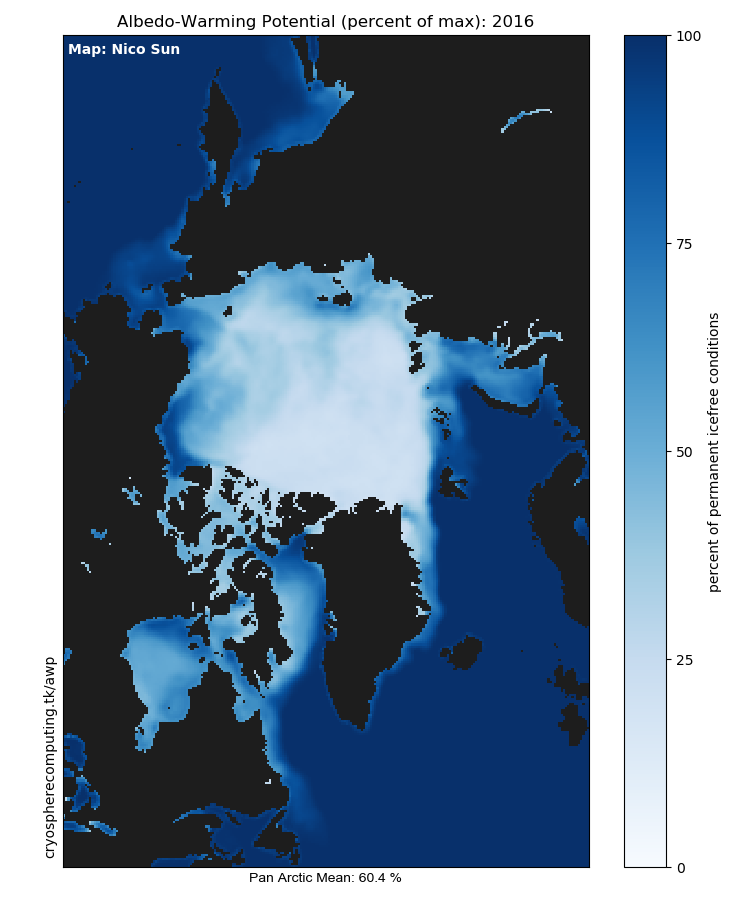 Albedo-Warming Potential (percent of max): 2016
Map: Nico Sun
100
75
50
25
0
percent of permanent icefree conditions
cryospherecomputing.tk/awp
Pan Arctic Mean: 60.4 %